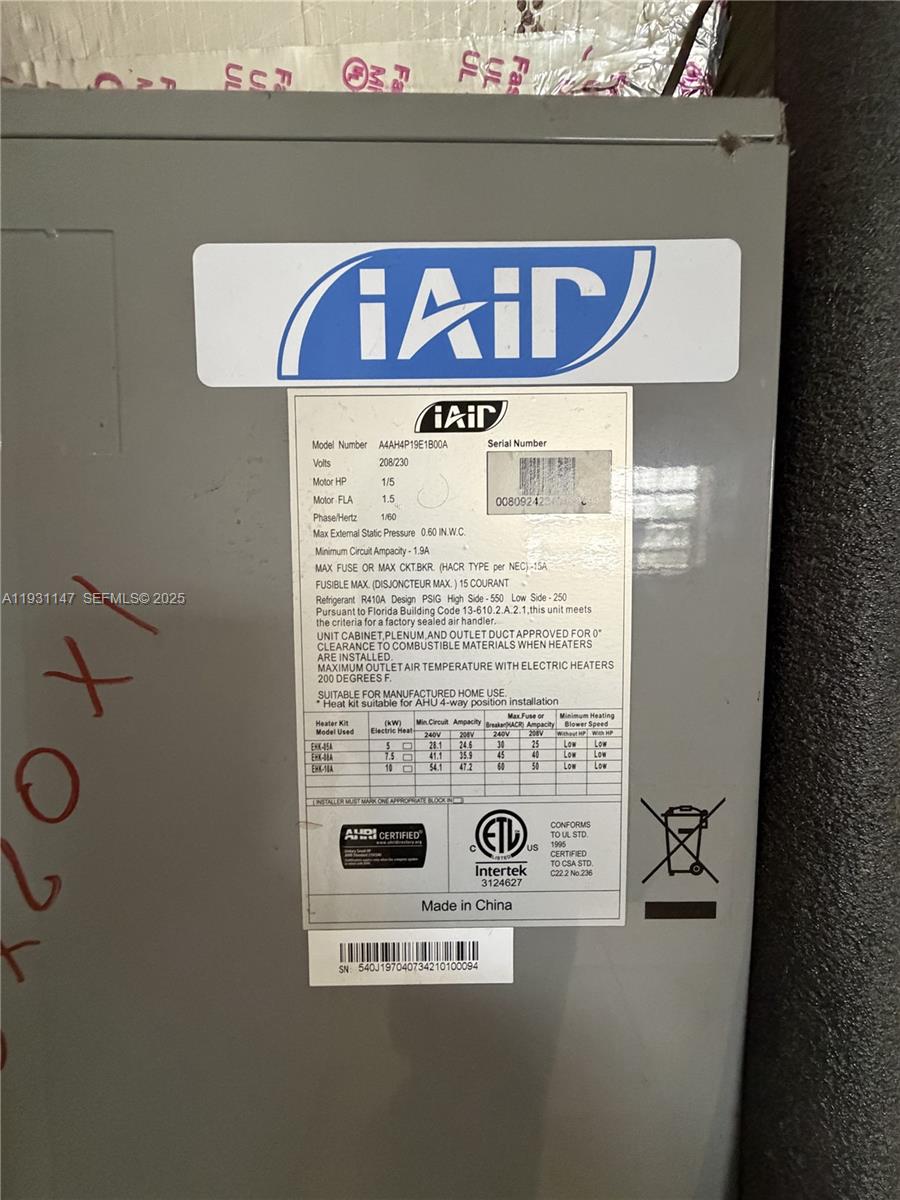 iAir
iAir
Model Number A4AH4P19E1B00A
Serial Number
Volts 208/230
Motor HP 1/5
Motor FLA 1.5
Phase/Hertz 1/60
Max External Static Pressure 0.60 IN.W.C.
Minimum Circuit Ampacity - 1.9A
MAX FUSE OR MAX CKT.BKR. (HACR TYPE per NEC)-15A
FUSIBLE MAX. (DISJONCTEUR MAX. ) 15 COURANT
Refrigerant R410A Design PSIG High Side - 550 Low Side - 250
Pursuant to Florida Building Code 13-610.2.A.2.1,this unit meets
the criteria for a factory sealed air handler.
UNIT CABINET,PLENUM,AND OUTLET DUCT APPROVED FOR 0"
CLEARANCE TO COMBUSTIBLE MATERIALS WHEN HEATERS
ARE INSTALLED.
MAXIMUM OUTLET AIR TEMPERATURE WITH ELECTRIC HEATERS
200 DEGREES F.
SUITABLE FOR MANUFACTURED HOME USE.
* Heat kit suitable for AHU 4-way position installation
Heater Kit Model Used (kW) Electric Heat Min.Circuit Ampacity Max.Fuse or Breaker(HACR) Ampacity Minimum Heating Blower Speed
240V 208V 240V 208V Without HP With HP
EHK-05A 5 28.1 24.6 30 25 Low Low
EHK-08A 7.5 41.1 35.9 45 40 Low Low
EHK-10A 10 54.1 47.2 60 50 Low Low
( INSTALLER MUST MARK ONE APPROPRIATE BLOCK IN )
AHRI CERTIFIED®
www.ahridirectory.org
C ETL US
LISTED
Intertek
3124627
CONFORMS
TO UL STD.
1995
CERTIFIED
TO CSA STD.
C22.2 No.236
Made in China
SN: 540J197040734210100094
A11931147 SEFMLS© 2025
20X1